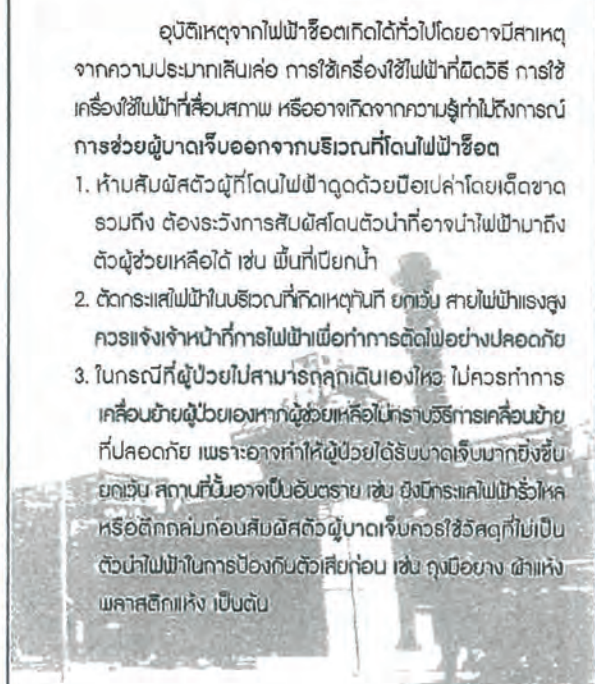 อุบัติเหตุจากไฟฟ้าช็อตเกิดได้ทั่วไปโดยอาจมีสาเหตุ
จากความประมาทเลินเล่อ การใช้เครื่องใช้ไฟฟ้าที่ผิดวิธี การใช้
เครื่องใช้ไฟฟ้าที่เสื่อมสภาพ หรืออาจเกิดจากความรู้เท่าไม่ถึงการณ์
การช่วยผู้บาดเจ็บออกจากบริเวณที่โดนไฟฟ้าช็อต
1. ห้ามสัมผัสตัวผู้ที่โดนไฟฟ้าดูดด้วยมือเปล่าโดยเด็ดขาด
รวมถึง ต้องระวังการสัมผัสโดนตัวนำที่อาจนำไฟฟ้ามาถึง
ตัวผู้ช่วยเหลือได้ เช่น พื้นที่เปียกน้ำ
2. ตัดกระแสไฟฟ้าในบริเวณที่เกิดเหตุทันที ยกเว้น สายไฟฟ้าแรงสูง
ควรแจ้งเจ้าหน้าที่การไฟฟ้าเพื่อทำการตัดไฟอย่างปลอดภัย
3. ในกรณีที่ผู้ป่วยไม่สามารถลุกเดินเองไหว ไม่ควรทำการ
เคลื่อนย้ายผู้ป่วยเองหากผู้ช่วยเหลือไม่ทราบวิธีการเคลื่อนย้าย
ที่ปลอดภัย เพราะอาจทำให้ผู้ป่วยได้รับบาดเจ็บมากยิ่งขึ้น
ยกเว้น สถานที่นั้นอาจเป็นอันตราย เช่น ยังมีกระแสไฟฟ้ารั่วไหล
หรือตึกถล่มก่อนสัมผัสตัวผู้บาดเจ็บควรใช้วัสดุที่ไม่เป็น
ตัวนำไฟฟ้าในการป้องกันตัวเสียก่อน เช่น ถุงมือยาง ผ้าแห้ง
พลาสติกแห้ง เป็นต้น